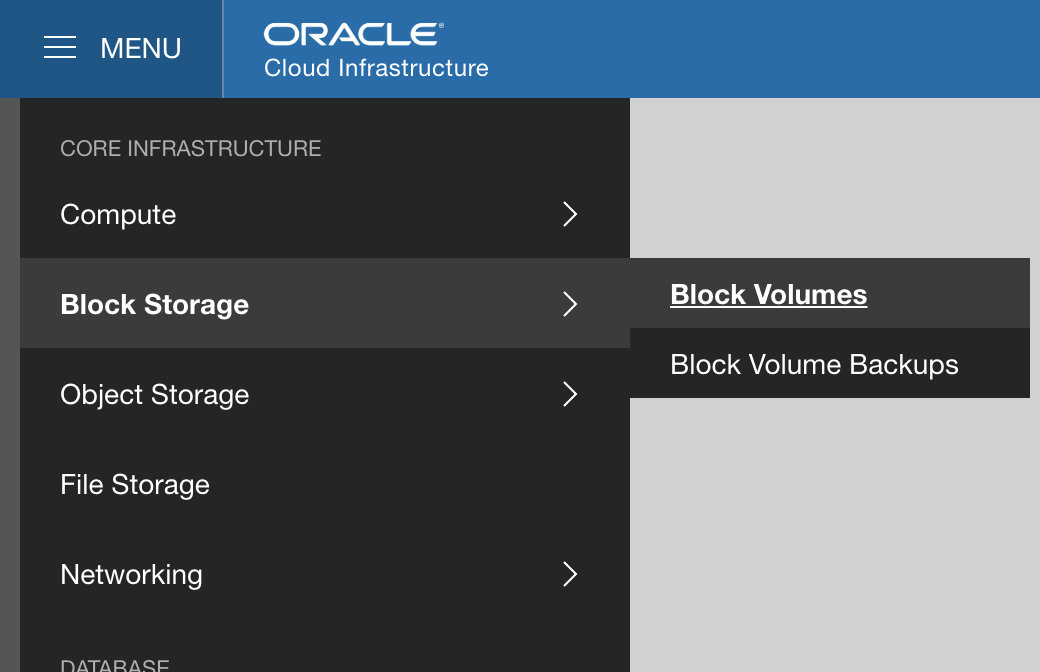 MENU
ORACLE®
Cloud Infrastructure
CORE INFRASTRUCTURE
Compute
Block Storage
Block Volumes
Block Volume Backups
Object Storage
File Storage
Networking
DATABASE